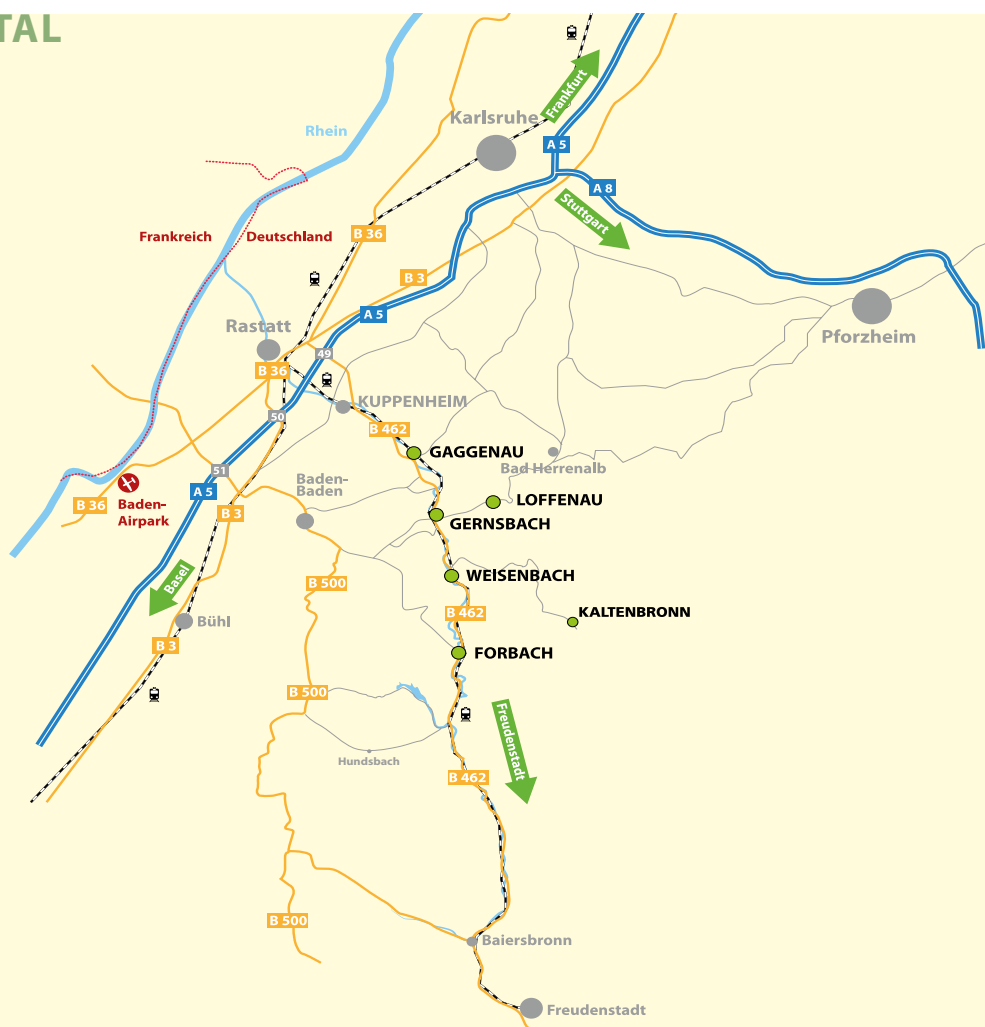 TAL
Frankfurt
Karlsruhe
Rhein
A 5
A 8
Stuttgart
Frankreich
Deutschland
B 36
B 3
A 5
Rastatt
Pforzheim
49
B 36
KUPPENHEIM
50
B 462
GAGGENAU
Bad Herrenalb
51
Baden-
Baden
A 5
LOFFENAU
B 36
Baden-
Airpark
B 3
GERNSBACH
Basel
B 500
WEISENBACH
B 462
KALTENBRONN
Bühl
B 3
FORBACH
B 500
Freudenstadt
Hundsbach
B 462
B 500
Baiersbronn
Freudenstadt